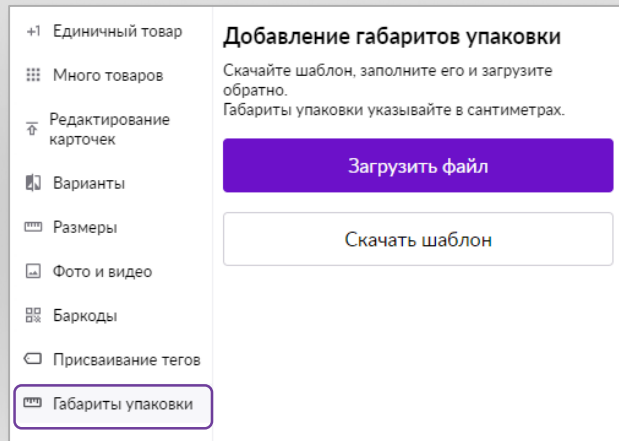 +1 Единичный товар
Много товаров
Редактирование
карточек
Варианты
Размеры
Фото и видео
Баркоды
Присваивание тегов
Габариты упаковки
Добавление габаритов упаковки
Скачайте шаблон, заполните его и загрузите
обратно.
Габариты упаковки указывайте в сантиметрах.
Загрузить файл
Скачать шаблон